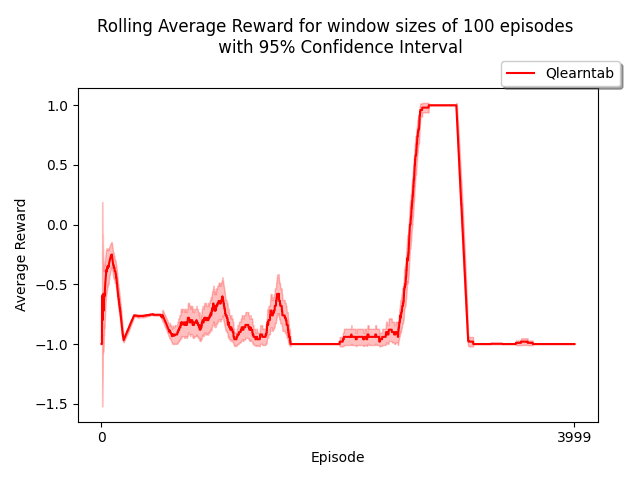 Rolling Average Reward for window sizes of 100 episodes
with 95% Confidence Interval
Qlearntab
1.0
0.5
0.0
−0.5
−1.0
−1.5
Average Reward
0
3999
Episode